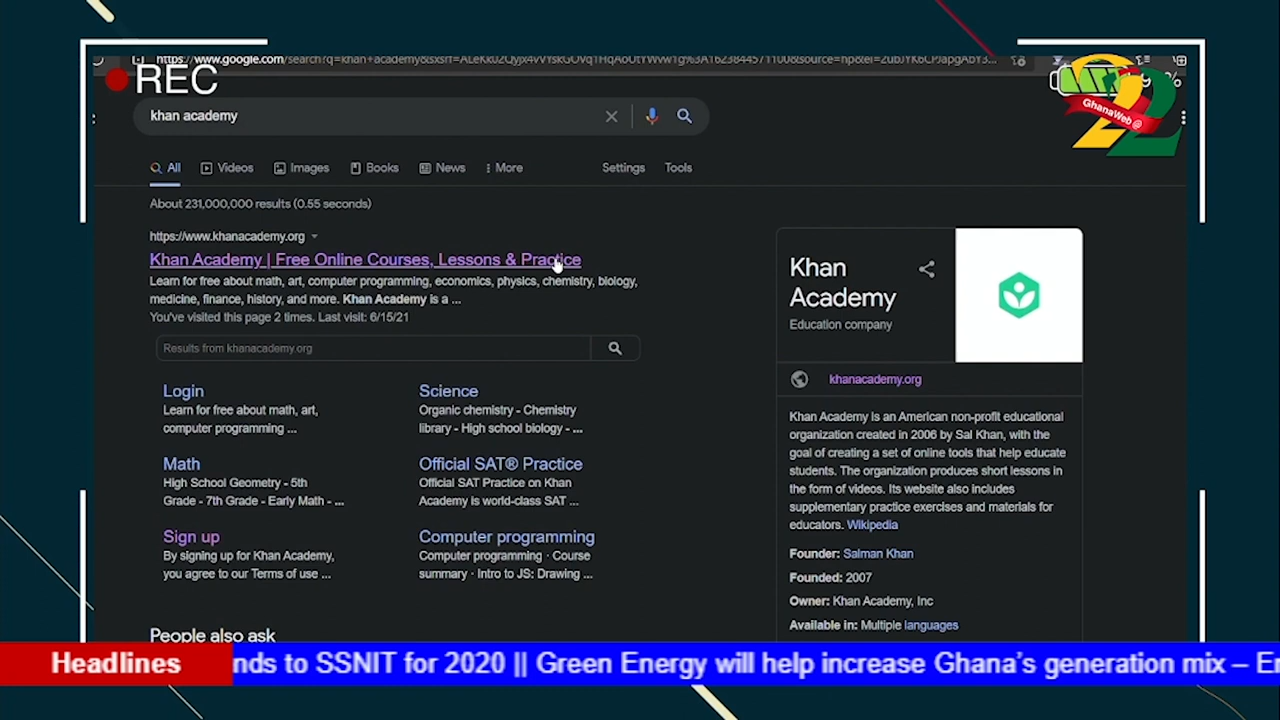 REC
khan academy
All
Videos
Images
Books
News
More
Settings
Tools
GhanaWeb @
22
About 231,000,000 results (0.55 seconds)
https://www.khanacademy.org
Khan Academy | Free Online Courses, Lessons & Practice
Learn for free about math, art, computer programming, economics, physics, chemistry, biology,
medicine, finance, history, and more. Khan Academy is a ...
You've visited this page 2 times. Last visit: 6/15/21
Results from khanacademy.org
Login
Learn for free about math, art,
computer programming ...
Science
Organic chemistry - Chemistry
library - High school biology - ...
Math
High School Geometry - 5th
Grade - 7th Grade - Early Math - ...
Official SAT® Practice
Official SAT Practice on Khan
Academy is world-class SAT ...
Sign up
By signing up for Khan Academy,
you agree to our Terms of use ...
Computer programming
Computer programming · Course
summary · Intro to JS: Drawing ...
People also ask
Khan
Academy
Education company
khanacademy.org
Khan Academy is an American non-profit educational
organization created in 2006 by Sal Khan, with the
goal of creating a set of online tools that help educate
students. The organization produces short lessons in
the form of videos. Its website also includes
supplementary practice exercises and materials for
educators. Wikipedia
Founder: Salman Khan
Founded: 2007
Owner: Khan Academy, Inc
Available in: Multiple languages
Headlines
nds to SSNIT for 2020 || Green Energy will help increase Ghana's generation mix – En